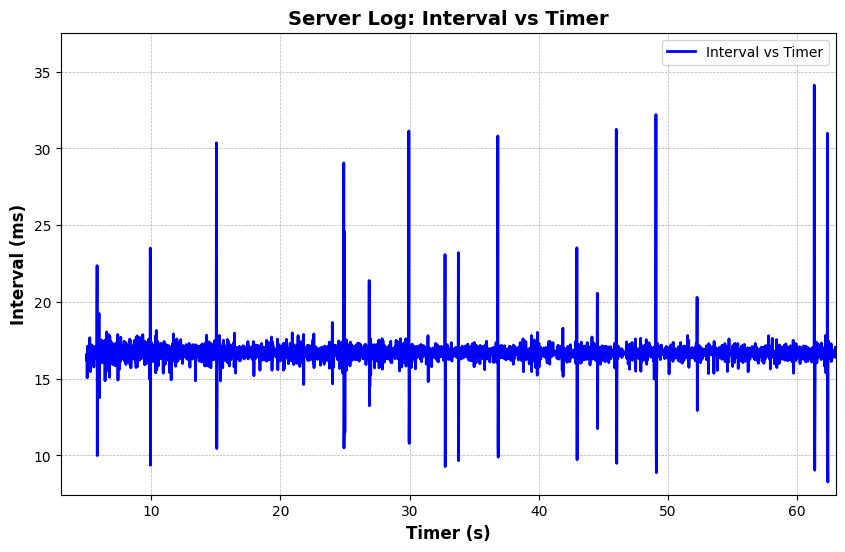 Server Log: Interval vs Timer
Interval vs Timer
35
30
25
20
15
10
Interval (ms)
10 20 30 40 50 60
Timer (s)